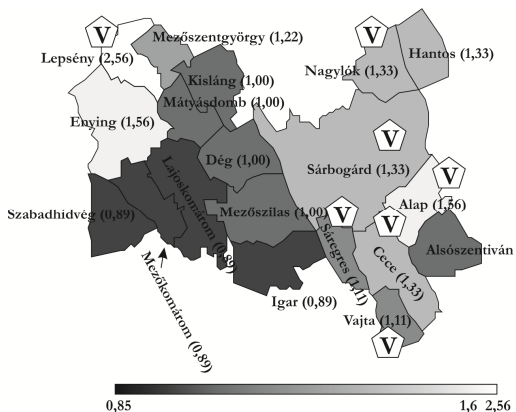 V
V
Mezőszentgyörgy (1,22)
Hantos (1,33)
Lepsény (2,56)
Nagylók (1,33)
Kisláng (1,00)
Mátyásdomb (1,00)
Enying (1,56)
V
Dég (1,00)
Sárbogárd (1,33)
V
Lajoskomárom (0,89)
Alap (1,56)
Szabadhídvég (0,89)
Mezőszilas (1,00)
V
V
Sáregres (1,11)
Cece (1,33)
Alsószentiván
Mezőkomárom (0,89)
Igar (0,89)
Vajta (1,11)
V
0,85
1,6
2,56